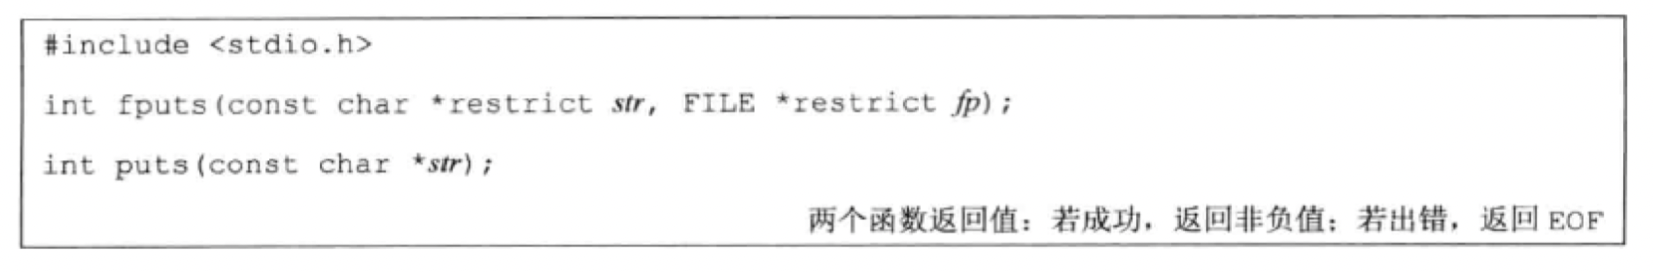 #include <stdio.h>
int fputs(const char *restrict str, FILE *restrict fp);
int puts(const char *str);
两个函数返回值：若成功，返回非负值；若出错，返回 EOF